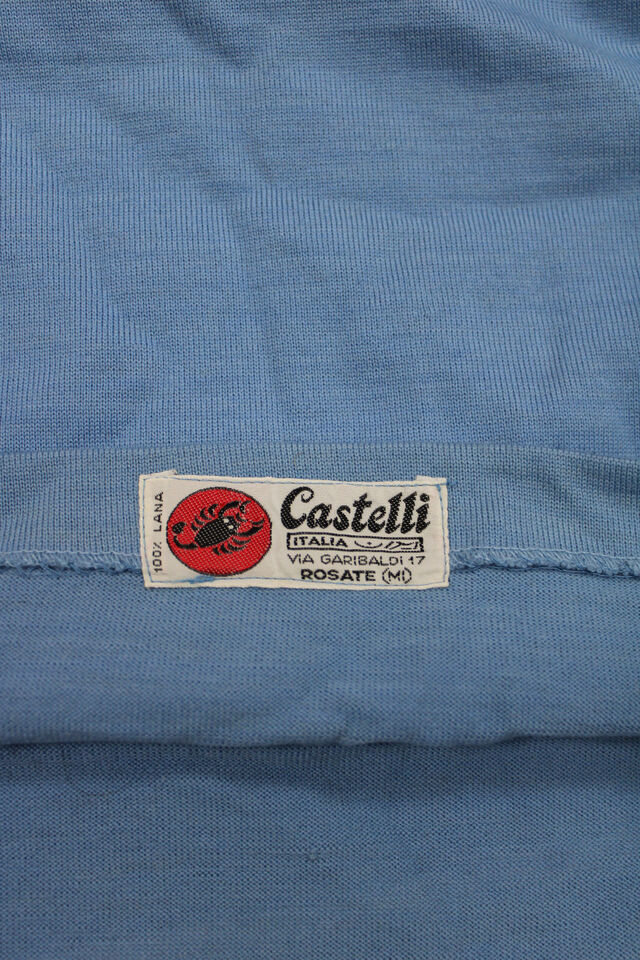 100% LANA
Castelli
ITALIA
VIA GARIBALDI 17
ROSATE (MI)